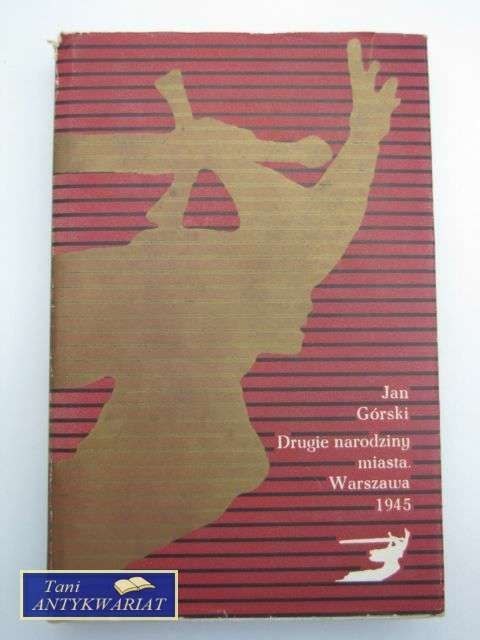 Jan
Górski
Drugie narodziny
miasta.
Warszawa
1945
Tani
ANTYKWARIAT